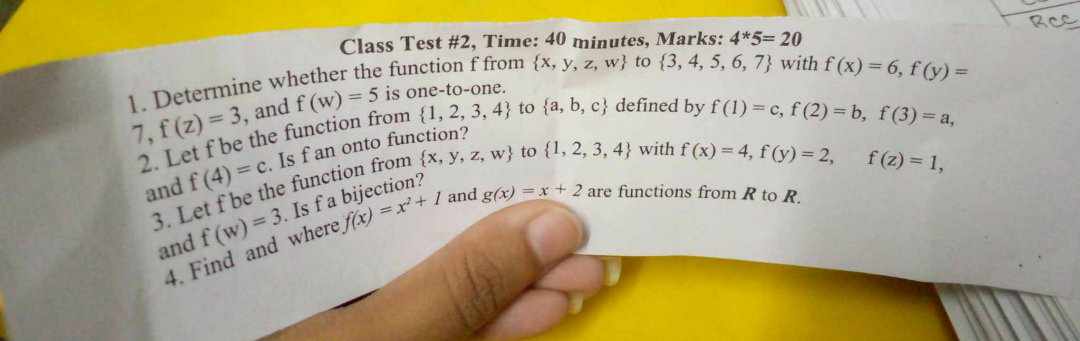 RCC
Class Test #2, Time: 40 minutes, Marks: 4*5= 20
1. Determine whether the function f from {x, y, z, w} to {3, 4, 5, 6, 7} with f (x) = 6, f (y) =
7, f (z) = 3, and f (w) = 5 is one-to-one.
2. Let f be the function from {1, 2, 3, 4} to {a, b, c} defined by f (1) = c, f (2) = b, f (3) = a,
and f (4) = c. Is f an onto function?
3. Let f be the function from {x, y, z, w} to {1, 2, 3, 4} with f (x) = 4, f (y) = 2, f (z) = 1,
and f (w) = 3. Is f a bijection?
4. Find and where f(x) = x² + 1 and g(x) = x + 2 are functions from R to R.